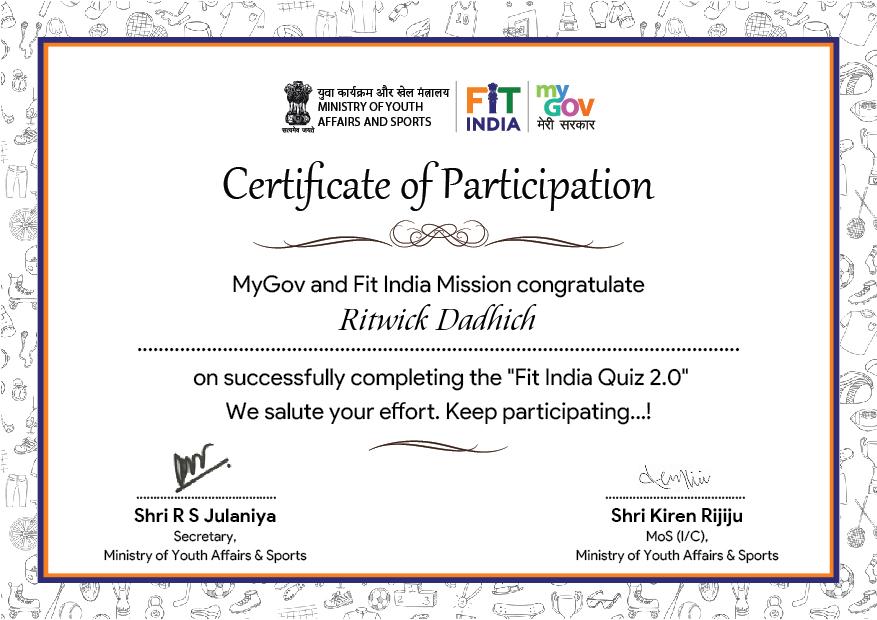 युवा कार्यक्रम और खेल मंत्रालय
MINISTRY OF YOUTH
AFFAIRS AND SPORTS
सत्यमेव जयते
FIT
INDIA
my
GOV
मेरी सरकार
Certificate of Participation
MyGov and Fit India Mission congratulate
Ritwick Dadhich
on successfully completing the "Fit India Quiz 2.0"
We salute your effort. Keep participating...!
Shri R S Julaniya
Secretary,
Ministry of Youth Affairs & Sports
Shri Kiren Rijiju
MoS (I/C),
Ministry of Youth Affairs & Sports